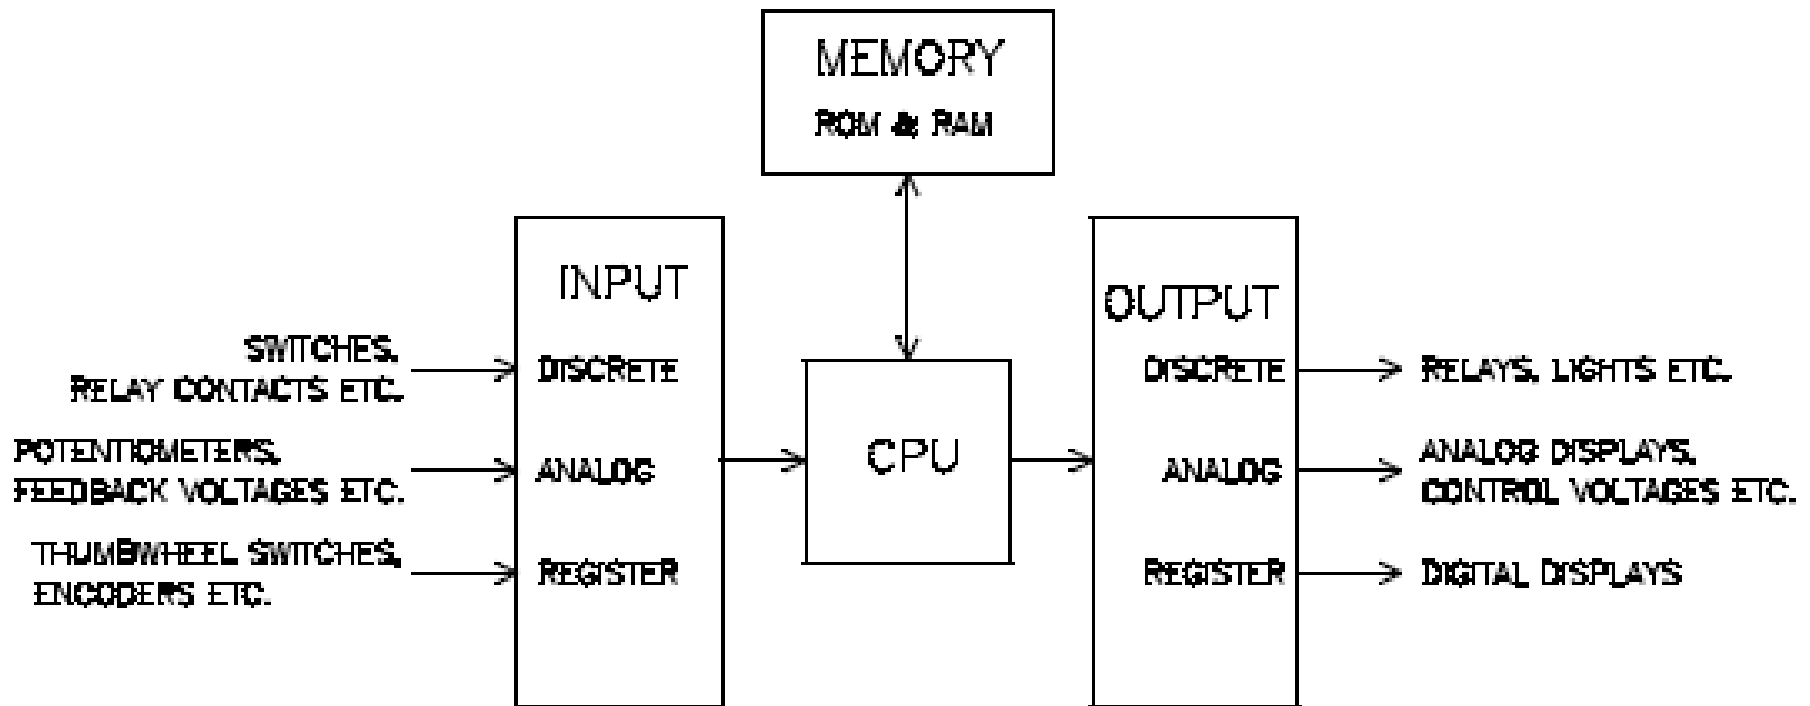 MEMORY
ROM & RAM
INPUT
OUTPUT
SWITCHES,
RELAY CONTACTS ETC.
DISCRETE
DISCRETE
RELAYS, LIGHTS ETC.
POTENTIOMETERS,
FEEDBACK VOLTAGES ETC.
ANALOG
CPU
ANALOG
ANALOG DISPLAYS,
CONTROL VOLTAGES ETC.
THUMBWHEEL SWITCHES,
ENCODERS ETC.
REGISTER
REGISTER
DIGITAL DISPLAYS